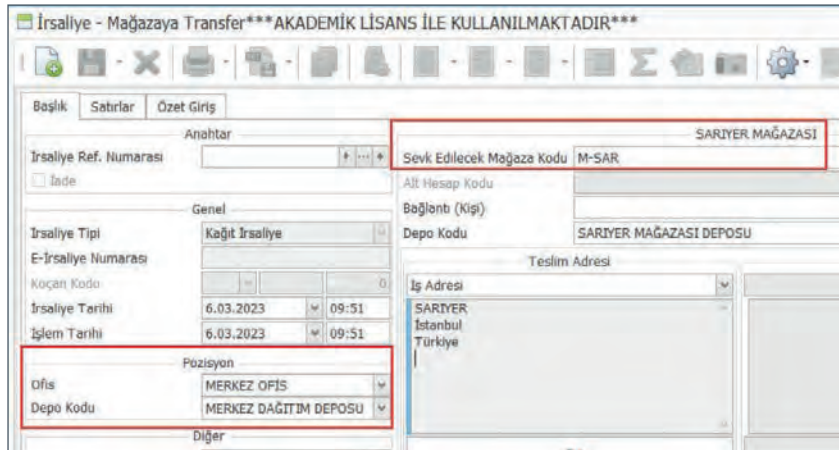 İrsaliye - Mağazaya Transfer***AKADEMİK LİSANS İLE KULLANILMAKTADIR***
Başlık Satırlar Özet Giriş
Anahtar
İrsaliye Ref. Numarası
İade
Genel
İrsaliye Tipi Kağıt İrsaliye
E-İrsaliye Numarası
Koçan Kodu 0
İrsaliye Tarihi 6.03.2023 09:51
İşlem Tarihi 6.03.2023 09:51
Pozisyon
Ofis MERKEZ OFİS
Depo Kodu MERKEZ DAĞITIM DEPOSU
Diğer
SARIYER MAĞAZASI
Sevk Edilecek Mağaza Kodu M-SAR
Alt Hesap Kodu
Bağlantı (Kişi)
Depo Kodu SARIYER MAĞAZASI DEPOSU
Teslim Adresi
İş Adresi
SARIYER
İstanbul
Türkiye